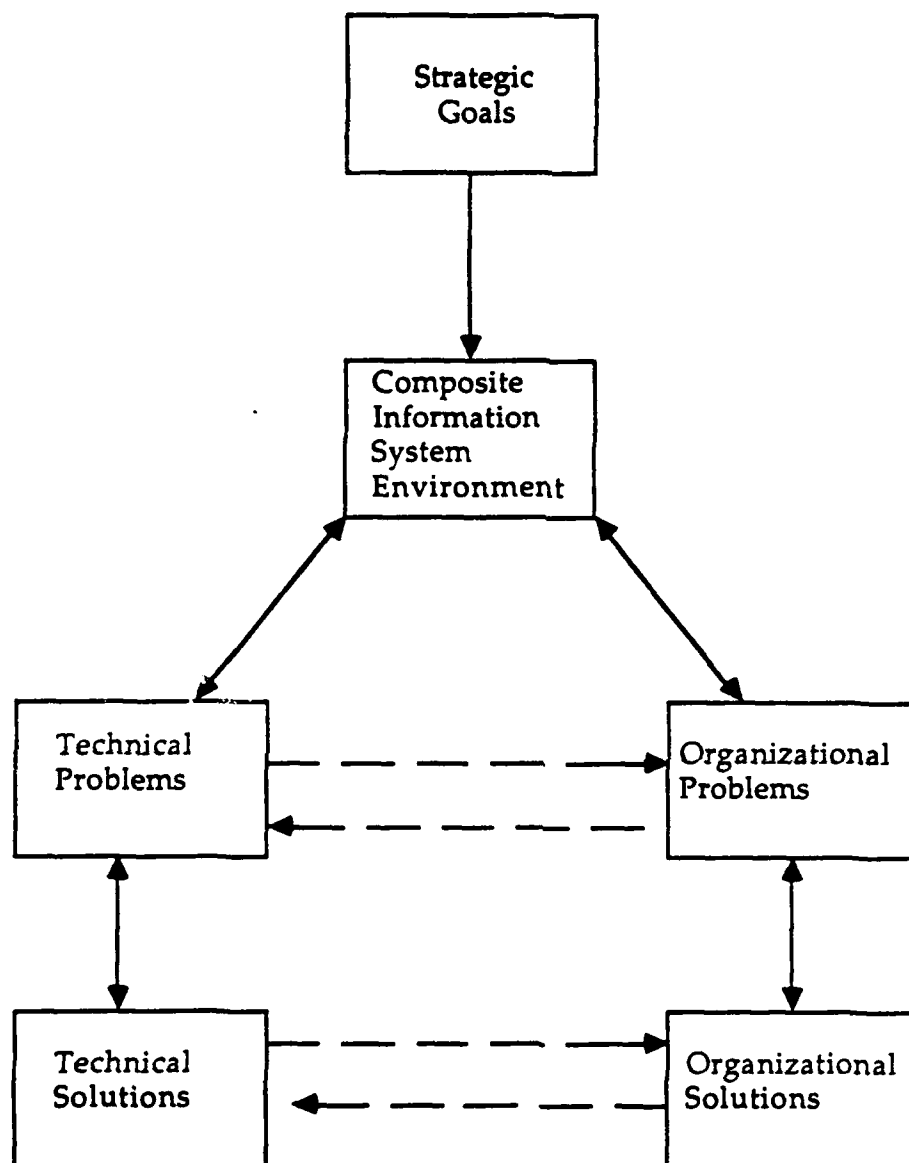 Strategic
Goals
Composite
Information
System
Environment
Technical
Problems
Organizational
Problems
Technical
Solutions
Organizational
Solutions